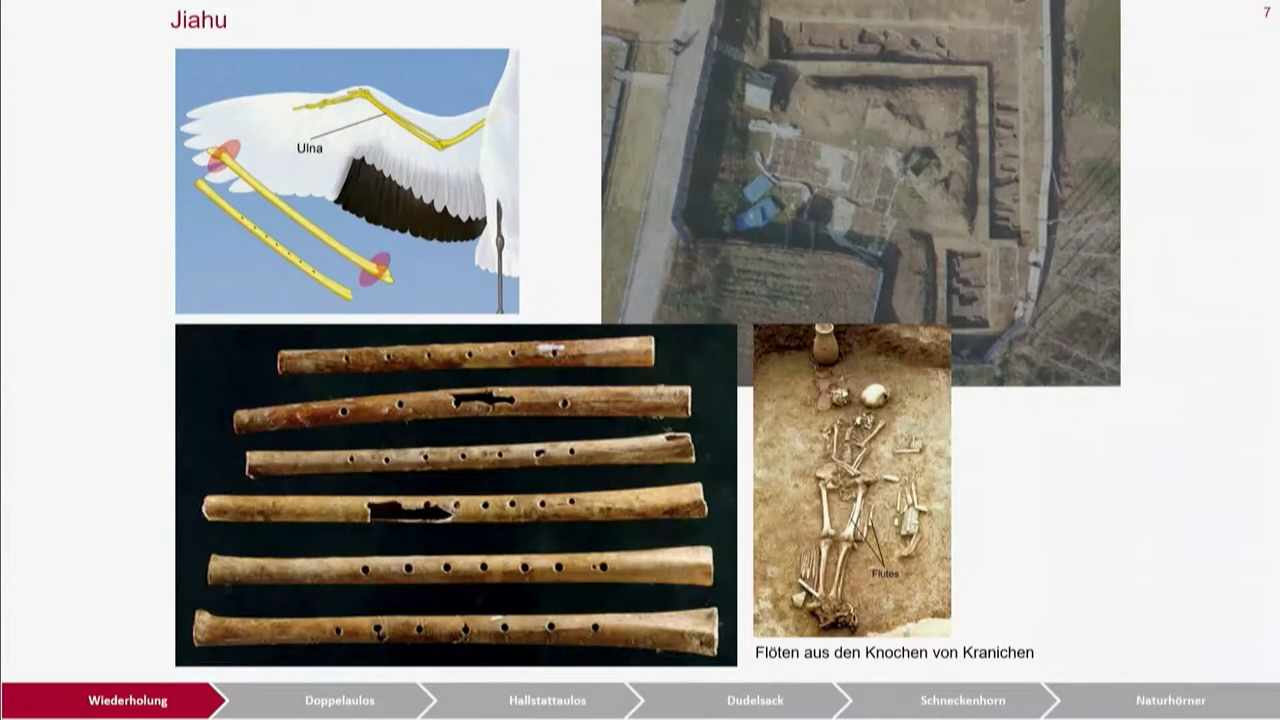 Jiahu
7
Ulna
Flutes
Flöten aus den Knochen von Kranichen
Wiederholung
Doppelaulos
Hallstattaulos
Dudelsack
Schneckenhorn
Naturhörner